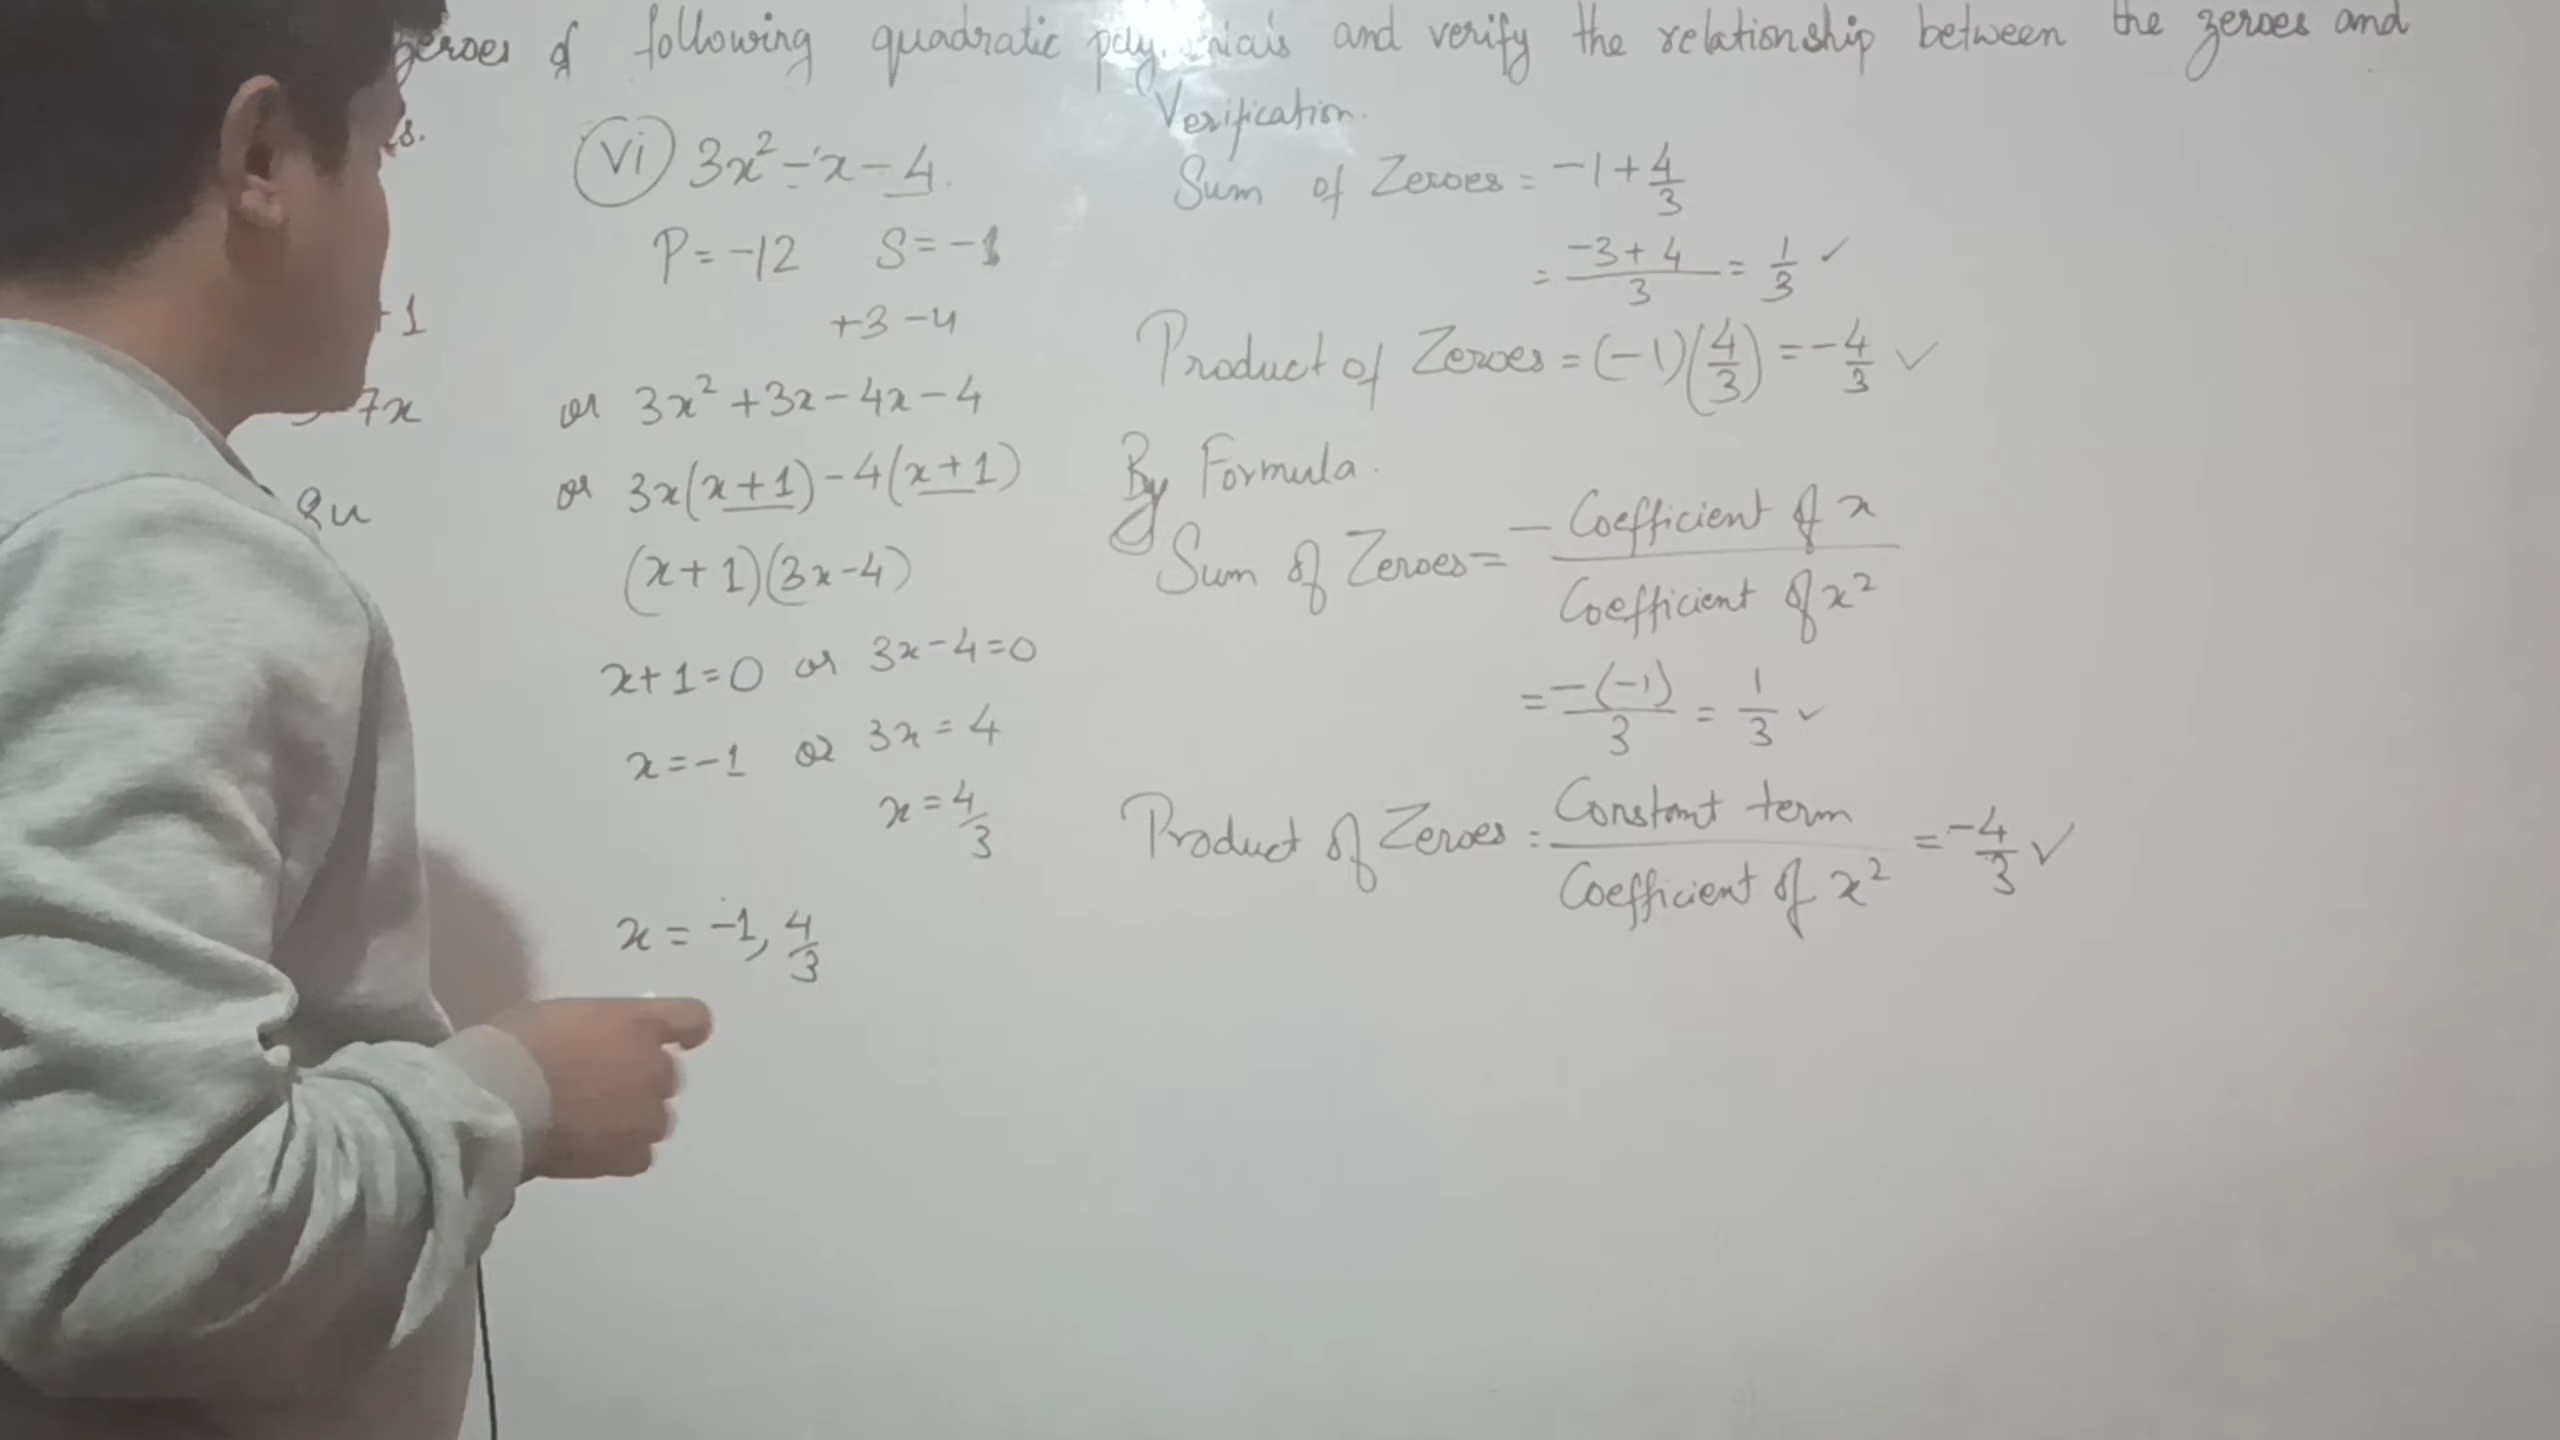 zeroes of following quadratic and verify the relationship between the zeroes and
s.
+1
7x
8u
(vi) 3x² - x - 4
P = -12 S = -1
+3 -4
or 3x² + 3x - 4x - 4
or 3x(x + 1) - 4(x + 1)
(x + 1)(3x - 4)
x + 1 = 0 or 3x - 4 = 0
x = -1 or 3x = 4
x = 4/3
x = -1, 4/3
Verification.
Sum of Zeroes = -1 + 4/3
= (-3 + 4)/3 = 1/3 ✓
Product of Zeroes = (-1)(4/3) = -4/3 ✓
By Formula.
Sum of Zeroes = - Coefficient of x / Coefficient of x²
= -(-1)/3 = 1/3 ✓
Product of Zeroes = Constant term / Coefficient of x² = -4/3 ✓